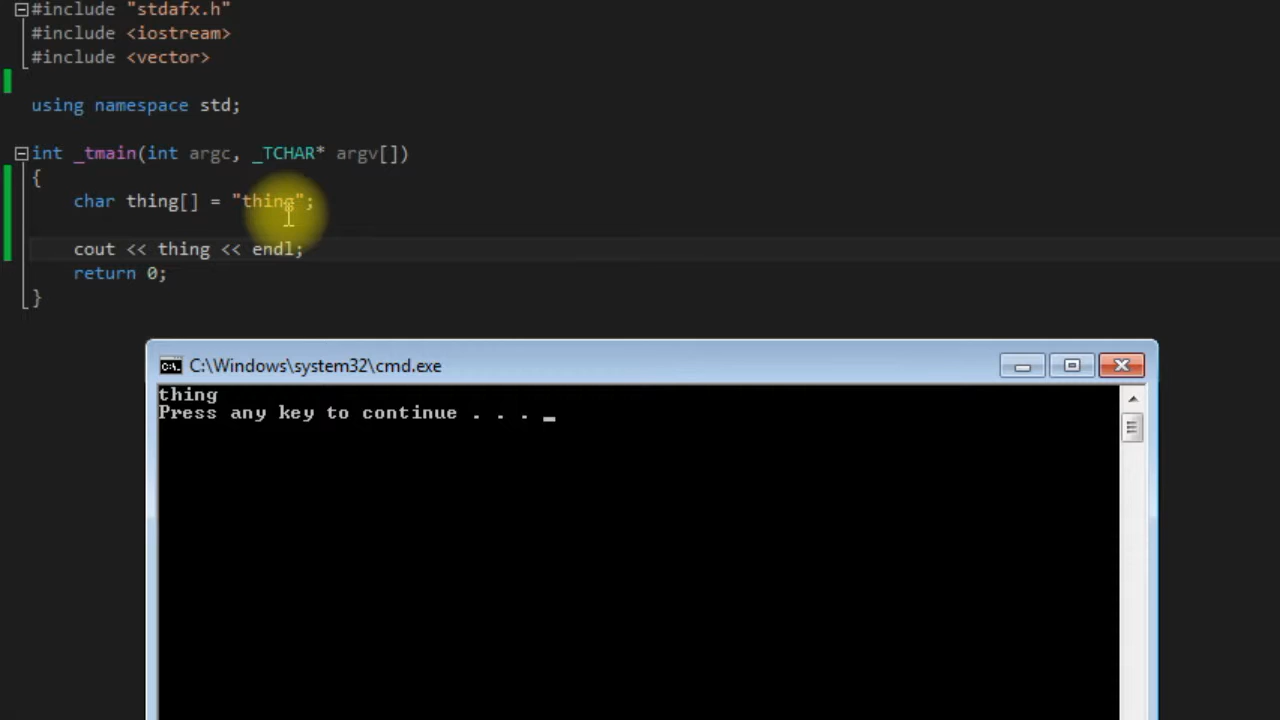 #include "stdafx.h"
#include <iostream>
#include <vector>
using namespace std;
int _tmain(int argc, _TCHAR* argv[])
{
char thing[] = "thing";
cout << thing << endl;
return 0;
}
C:\Windows\system32\cmd.exe
thing
Press any key to continue . . . _